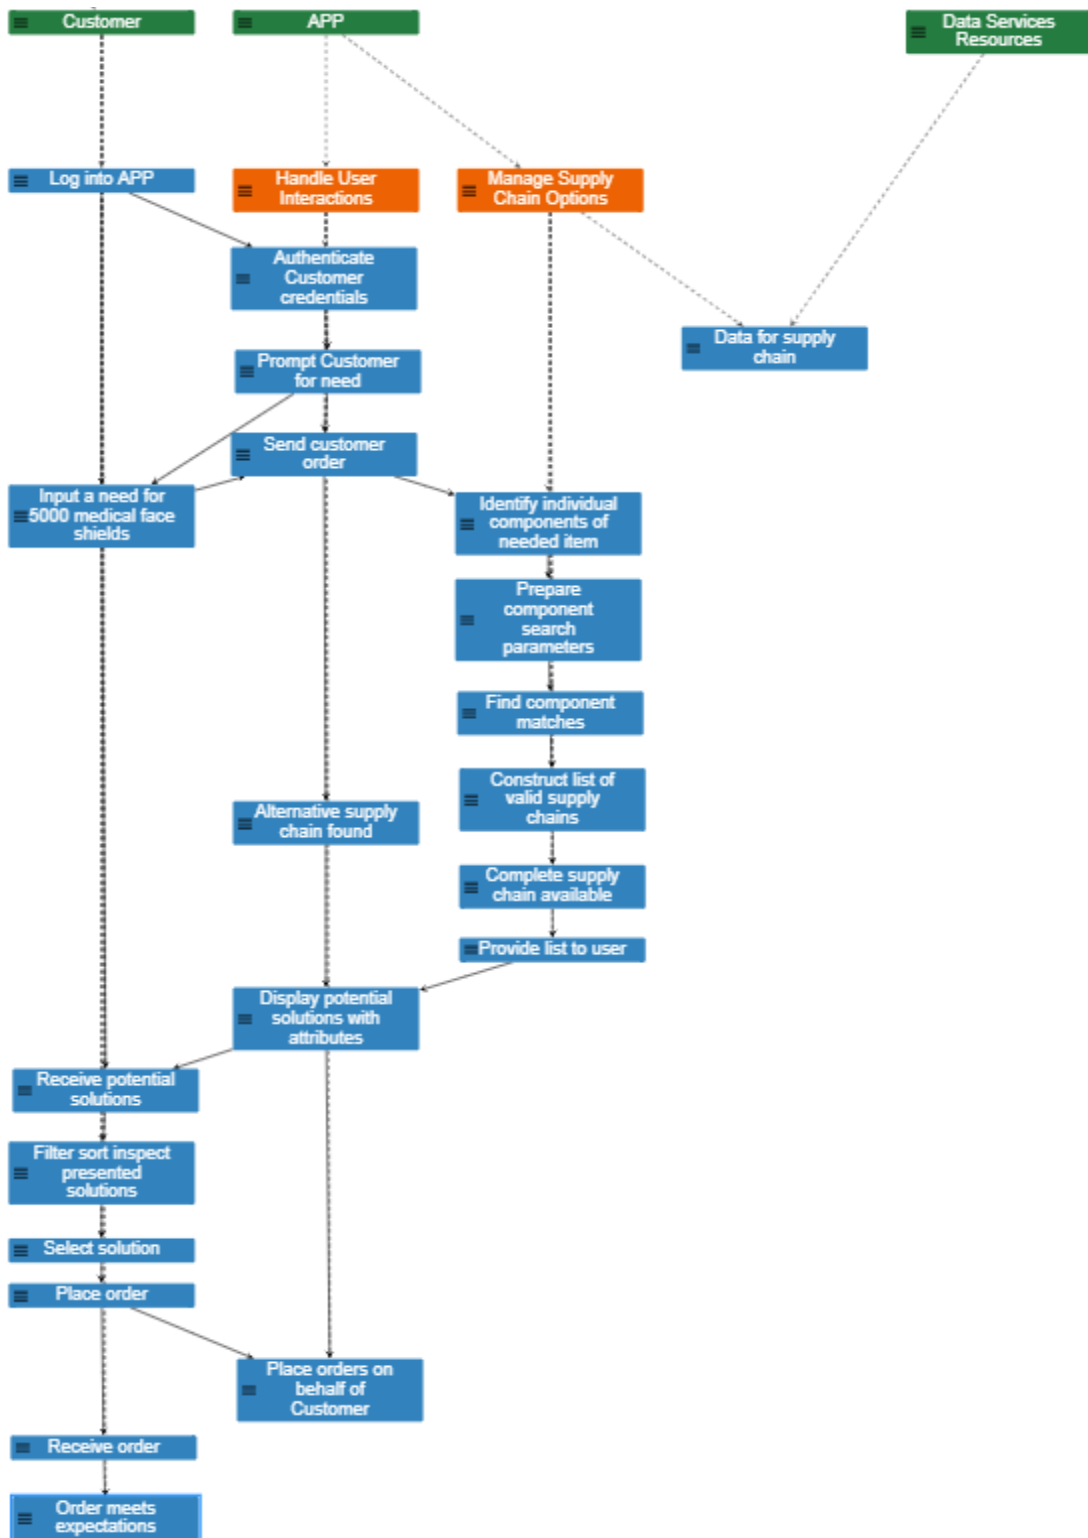 Customer
APP
Data Services
Resources
Log into APP
Handle User
Interactions
Manage Supply
Chain Options
Authenticate
Customer
credentials
Data for supply
chain
Prompt Customer
for need
Send customer
order
Input a need for
5000 medical face
shields
Identify individual
components of
needed item
Prepare
component
search
parameters
Find component
matches
Construct list of
valid supply
chains
Alternative supply
chain found
Complete supply
chain available
Provide list to user
Display potential
solutions with
attributes
Receive potential
solutions
Filter sort inspect
presented
solutions
Select solution
Place order
Place orders on
behalf of
Customer
Receive order
Order meets
expectations